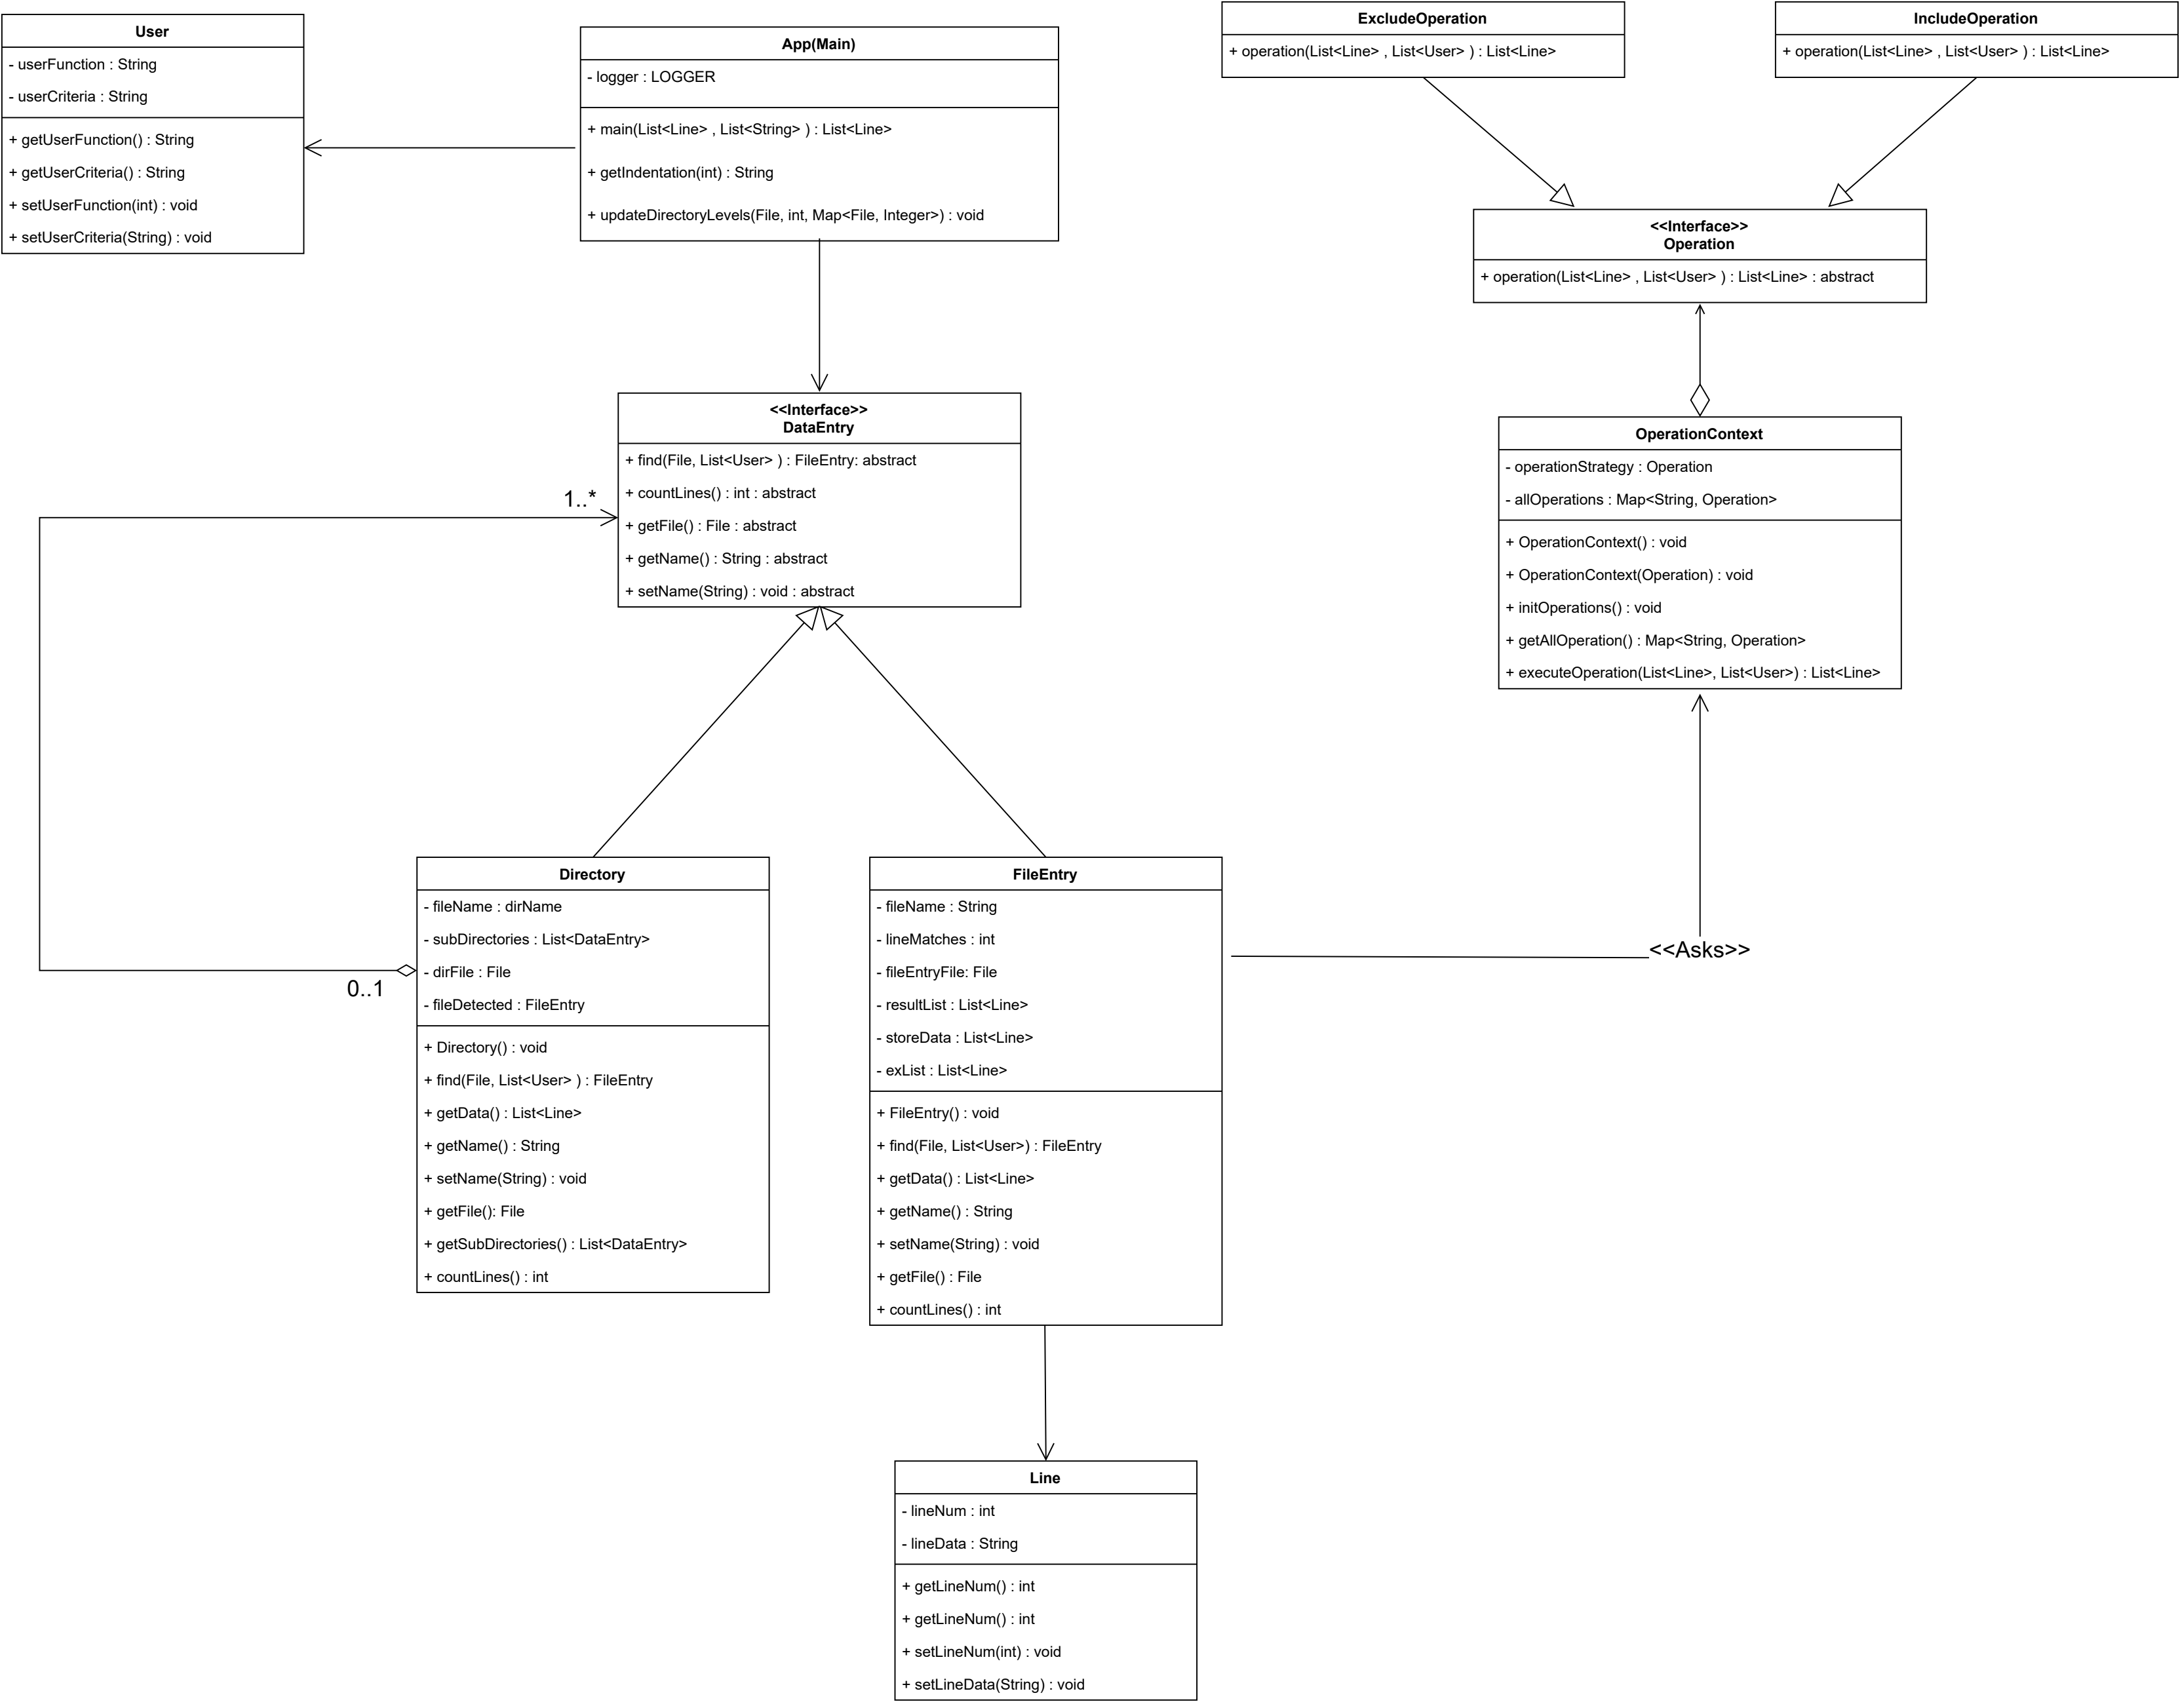 User
- userFunction : String
- userCriteria : String
+ getUserFunction() : String
+ getUserCriteria() : String
+ setUserFunction(int) : void
+ setUserCriteria(String) : void
App(Main)
- logger : LOGGER
+ main(List<Line> , List<String> ) : List<Line>
+ getIndentation(int) : String
+ updateDirectoryLevels(File, int, Map<File, Integer>) : void
ExcludeOperation
+ operation(List<Line> , List<User> ) : List<Line>
IncludeOperation
+ operation(List<Line> , List<User> ) : List<Line>
<<Interface>>
Operation
+ operation(List<Line> , List<User> ) : List<Line> : abstract
<<Interface>>
DataEntry
+ find(File, List<User> ) : FileEntry: abstract
+ countLines() : int : abstract
+ getFile() : File : abstract
+ getName() : String : abstract
+ setName(String) : void : abstract
1..*
OperationContext
- operationStrategy : Operation
- allOperations : Map<String, Operation>
+ OperationContext() : void
+ OperationContext(Operation) : void
+ initOperations() : void
+ getAllOperation() : Map<String, Operation>
+ executeOperation(List<Line>, List<User>) : List<Line>
0..1
Directory
- fileName : dirName
- subDirectories : List<DataEntry>
- dirFile : File
- fileDetected : FileEntry
+ Directory() : void
+ find(File, List<User> ) : FileEntry
+ getData() : List<Line>
+ getName() : String
+ setName(String) : void
+ getFile(): File
+ getSubDirectories() : List<DataEntry>
+ countLines() : int
FileEntry
- fileName : String
- lineMatches : int
- fileEntryFile: File
- resultList : List<Line>
- storeData : List<Line>
- exList : List<Line>
+ FileEntry() : void
+ find(File, List<User>) : FileEntry
+ getData() : List<Line>
+ getName() : String
+ setName(String) : void
+ getFile() : File
+ countLines() : int
<<Asks>>
Line
- lineNum : int
- lineData : String
+ getLineNum() : int
+ getLineNum() : int
+ setLineNum(int) : void
+ setLineData(String) : void